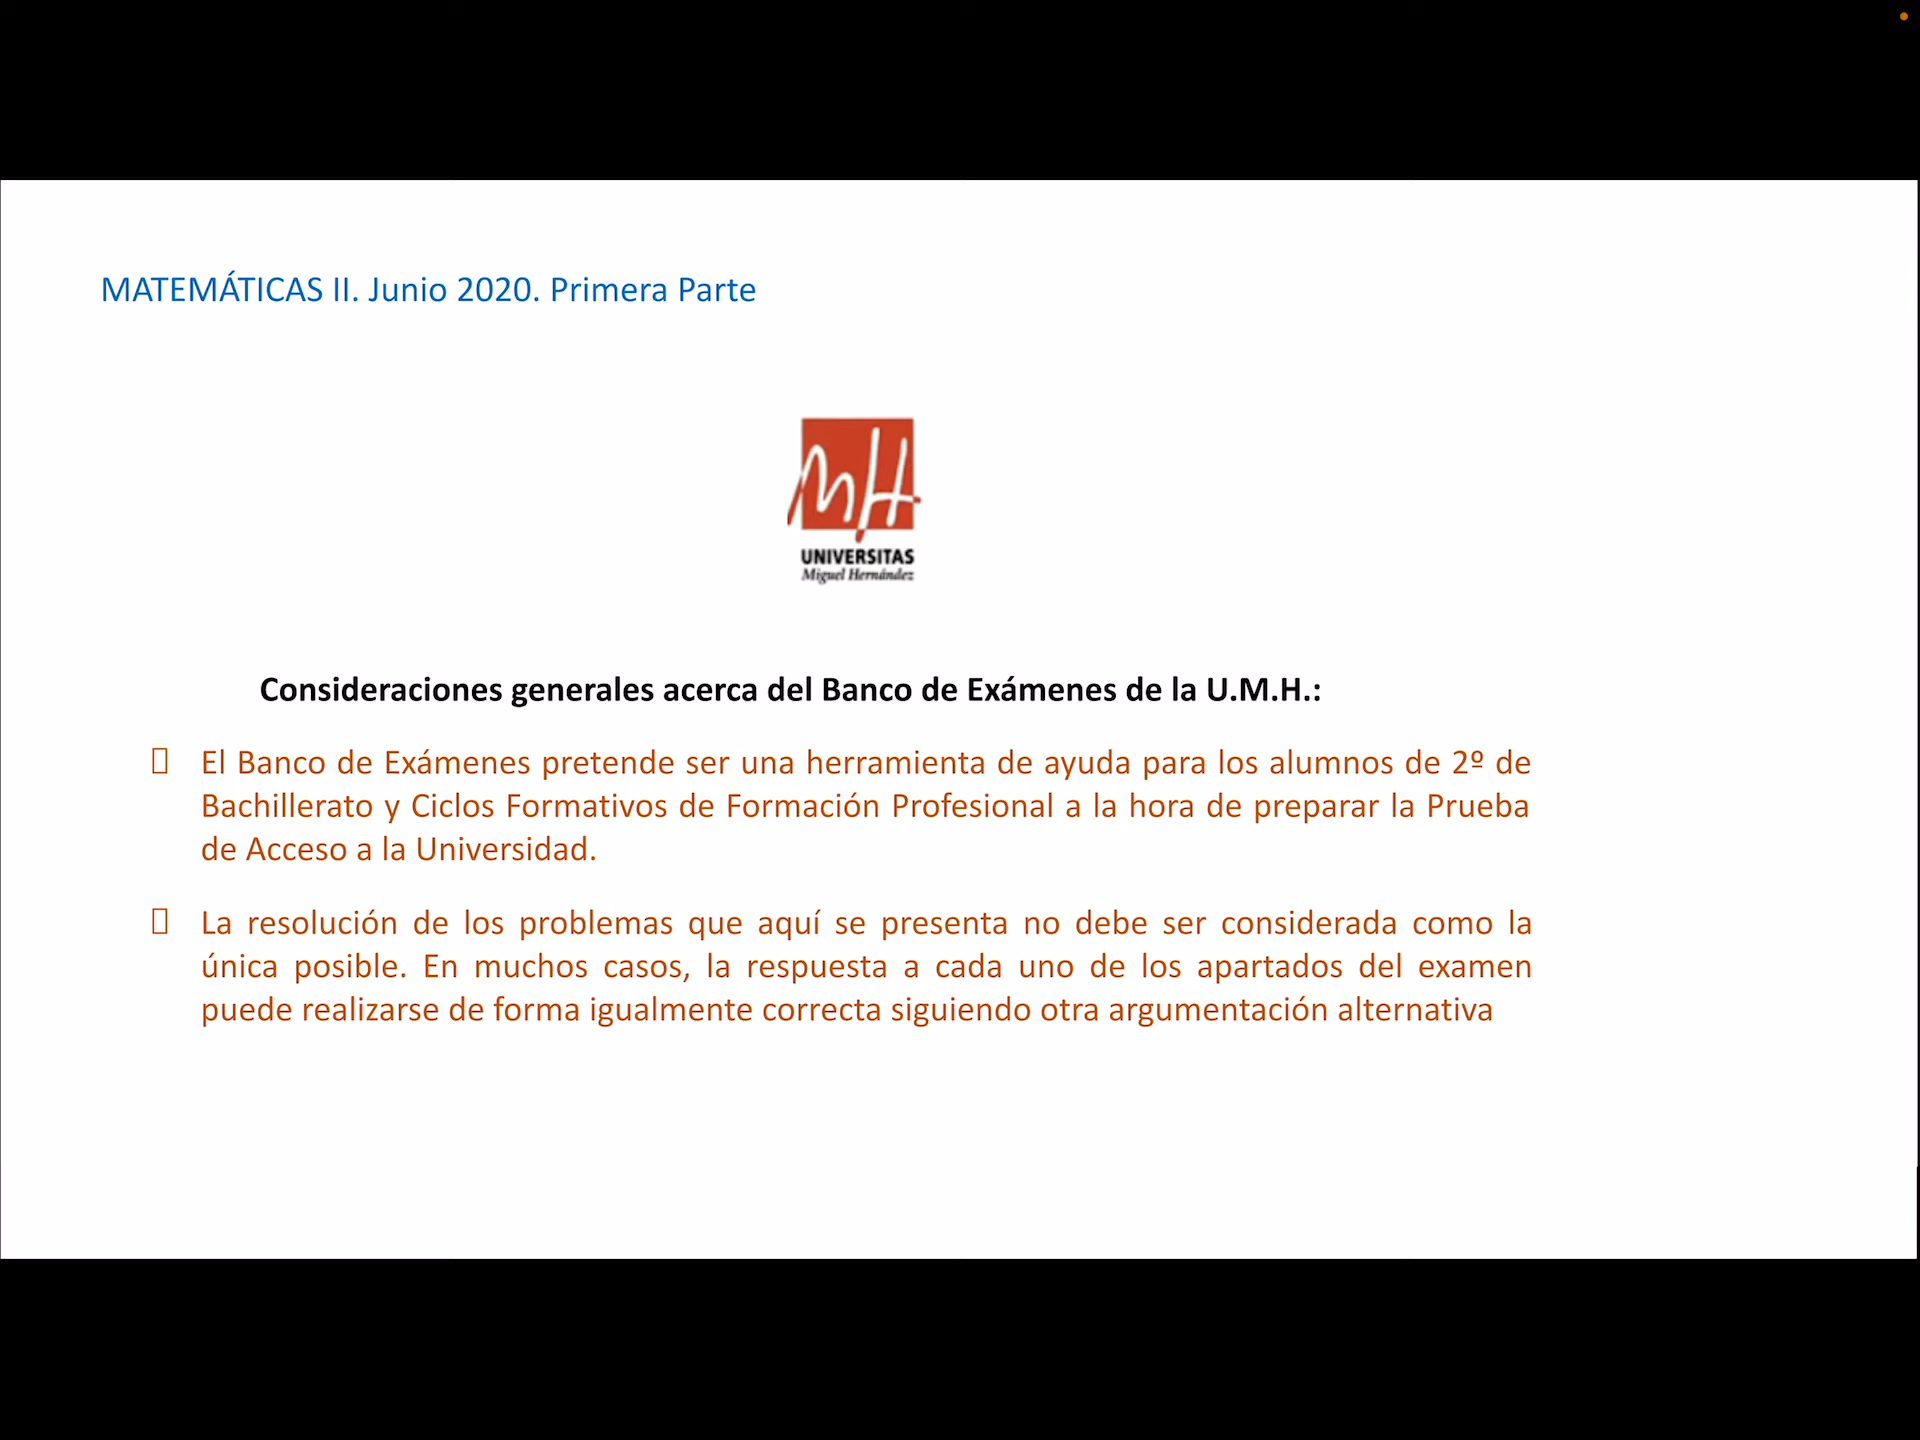 MATEMÁTICAS II. Junio 2020. Primera Parte
MH
UNIVERSITAS
Miguel Hernández
Consideraciones generales acerca del Banco de Exámenes de la U.M.H.:
El Banco de Exámenes pretende ser una herramienta de ayuda para los alumnos de 2º de
Bachillerato y Ciclos Formativos de Formación Profesional a la hora de preparar la Prueba
de Acceso a la Universidad.
La resolución de los problemas que aquí se presenta no debe ser considerada como la
única posible. En muchos casos, la respuesta a cada uno de los apartados del examen
puede realizarse de forma igualmente correcta siguiendo otra argumentación alternativa